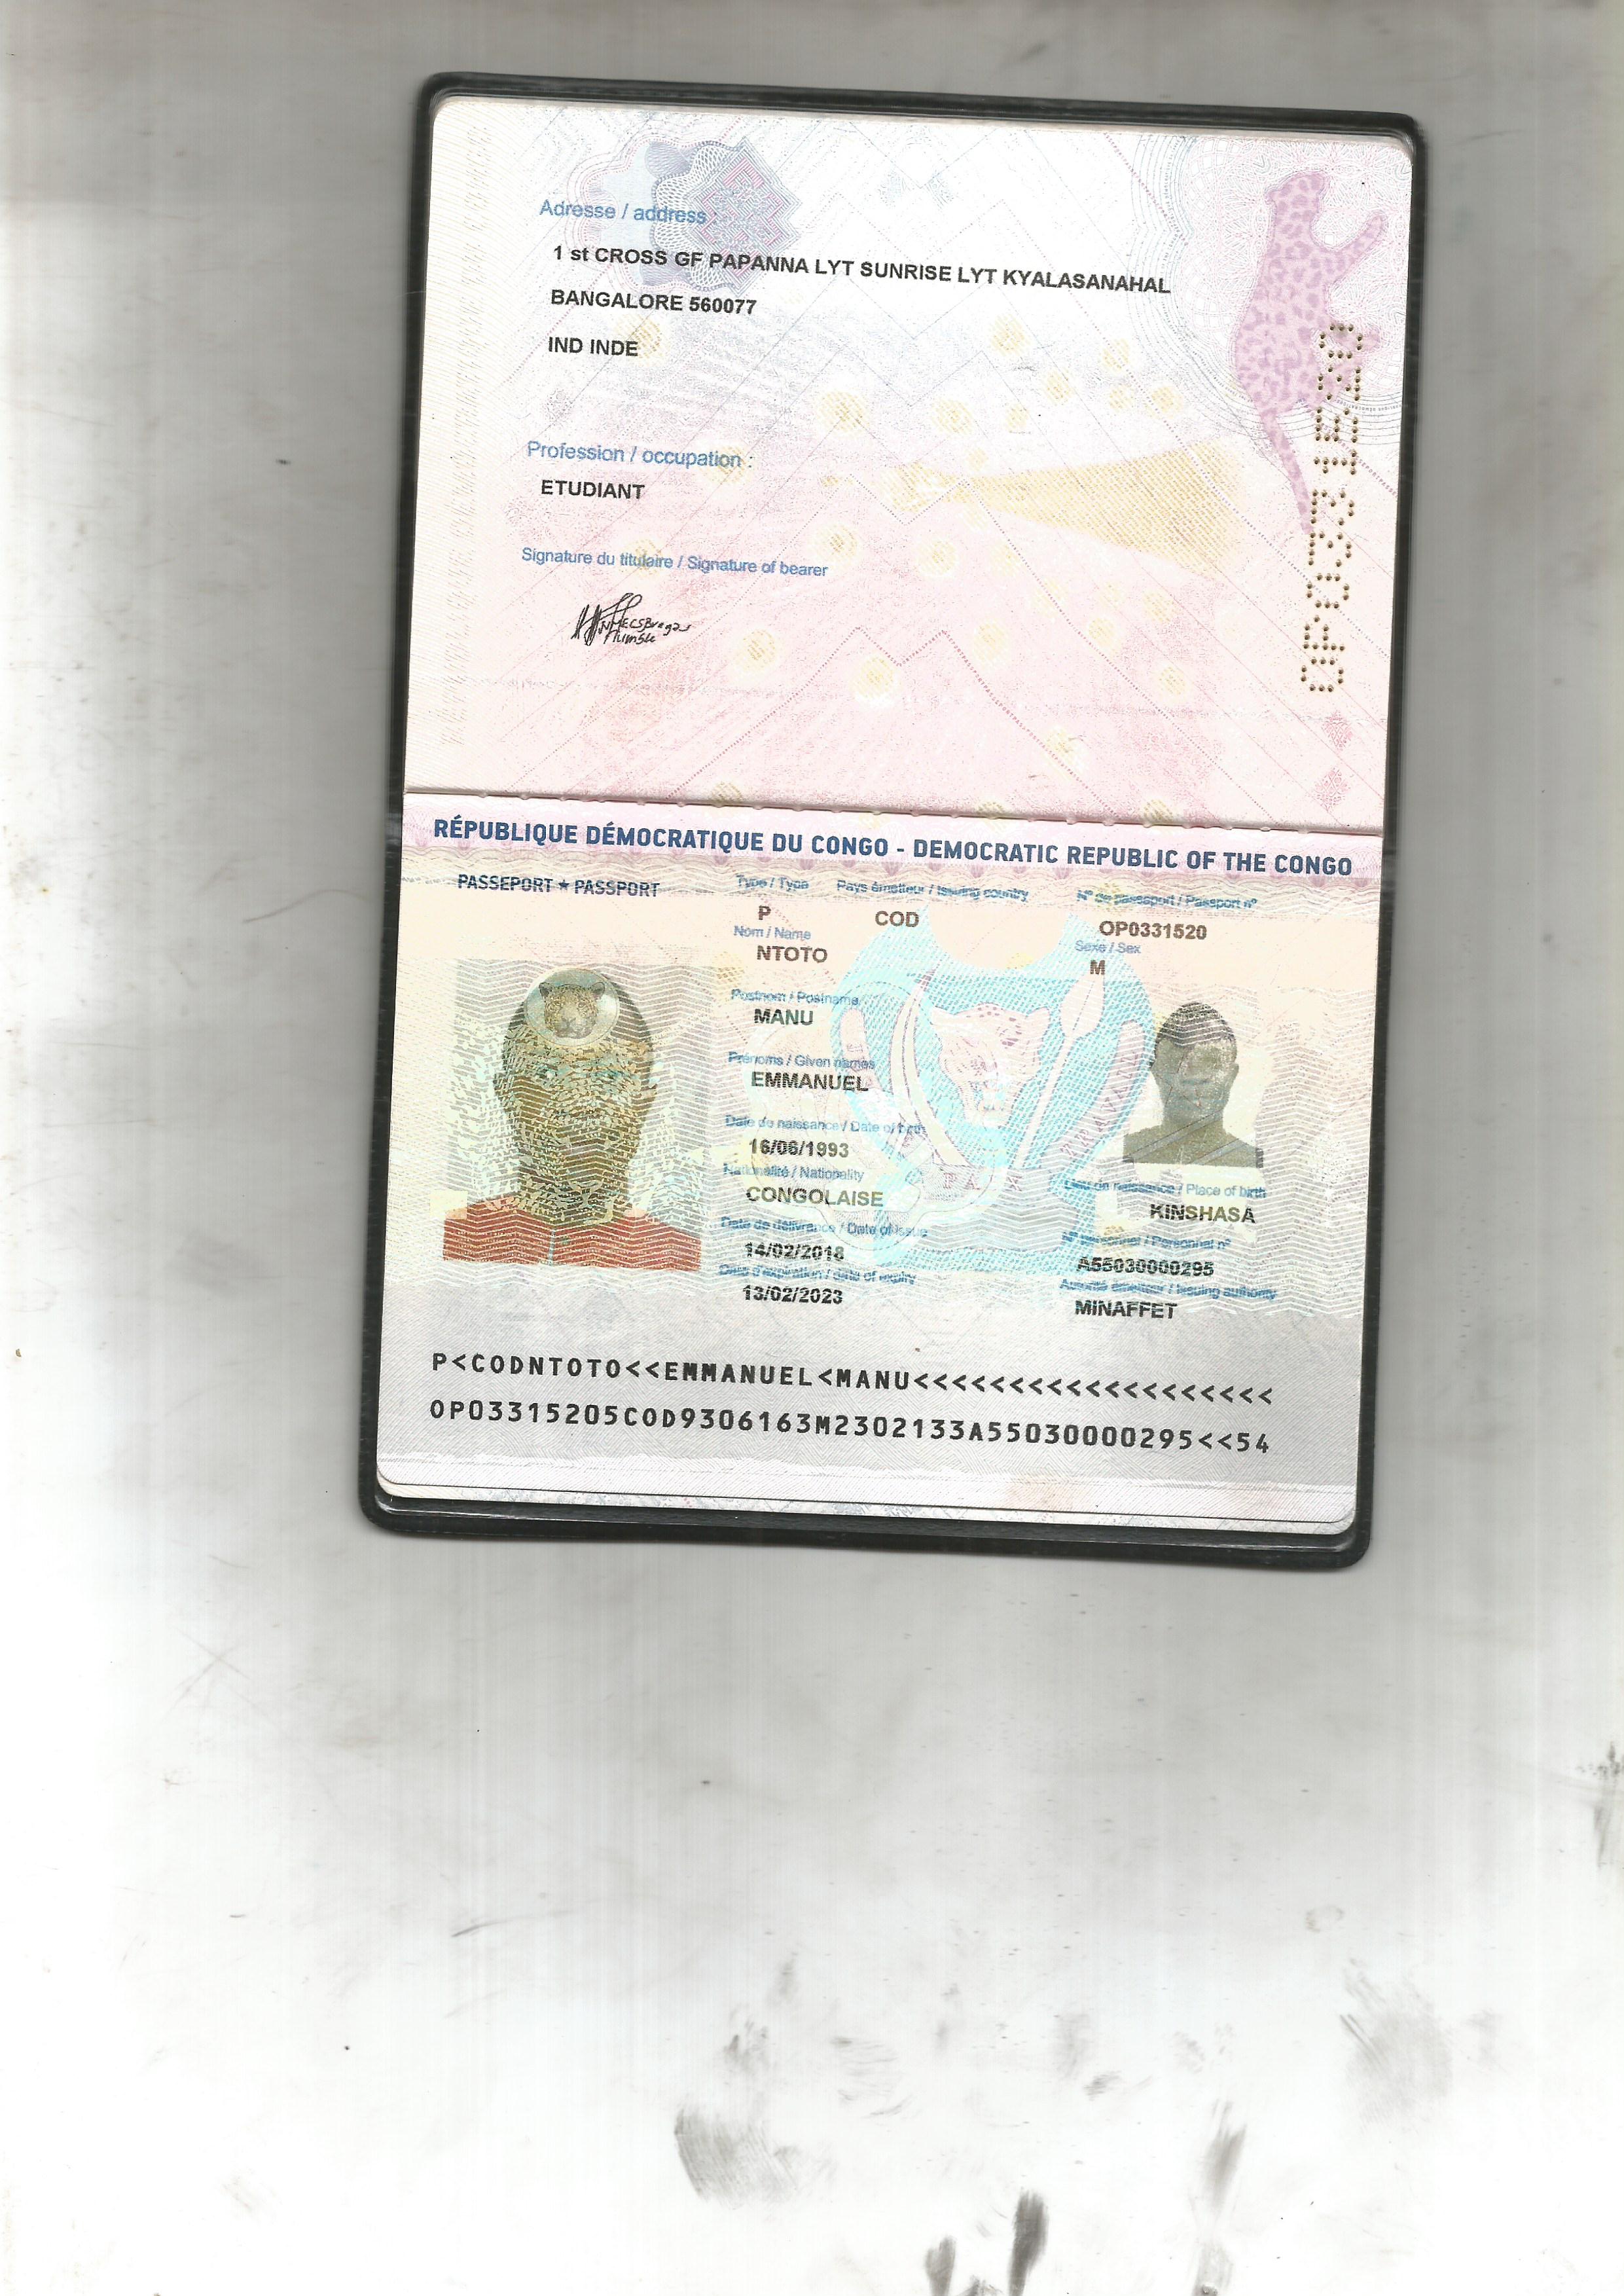 Adresse / address :
1 st CROSS GF PAPANNA LYT SUNRISE LYT KYALASANAHAL
BANGALORE 560077
IND INDE
Profession / occupation :
ETUDIANT
Signature du titulaire / Signature of bearer
OP0331520
RÉPUBLIQUE DÉMOCRATIQUE DU CONGO - DEMOCRATIC REPUBLIC OF THE CONGO
PASSEPORT ★ PASSPORT
Type / Type Pays émetteur / Issuing country N° de passeport / Passport n°
P COD OP0331520
Nom / Name Sexe / Sex
NTOTO M
Postnom / Postname
MANU
Prénoms / Given names
EMMANUEL
Date de naissance / Date of birth
16/06/1993
Nationalité / Nationality Lieu de naissance / Place of birth
CONGOLAISE KINSHASA
Date de délivrance / Date of issue N° personnel / Personnel n°
14/02/2018 A55030000295
Date d'expiration / date of expiry Autorité émettrice / Issuing authority
13/02/2023 MINAFFET
P<CODNTOTO<<EMMANUEL<MANU<<<<<<<<<<<<<<<<<<<
OP03315205COD9306163M2302133A55030000295<<54